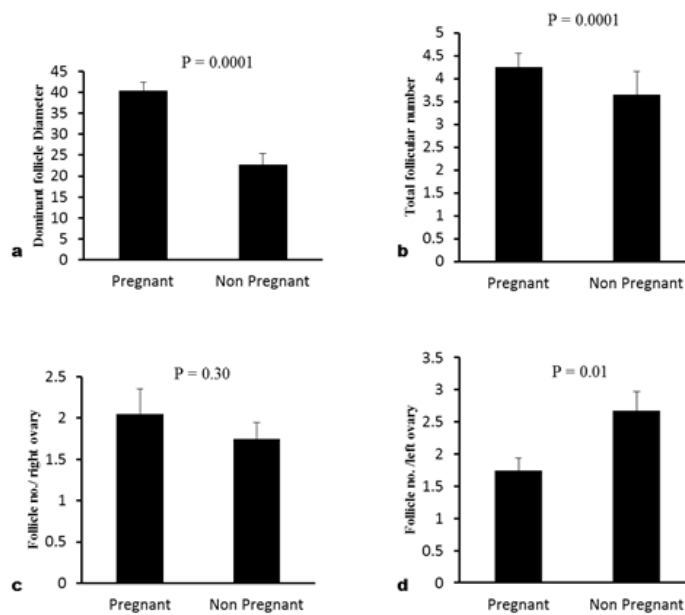 P = 0.0001
Dominant follicle Diameter
45
40
35
30
25
20
15
10
5
0
a
Pregnant Non Pregnant
P = 0.0001
Total follicular number
5
4.5
4
3.5
3
2.5
2
1.5
1
0.5
0
b
Pregnant Non Pregnant
P = 0.30
Follicle no./ right ovary
2.5
2
1.5
1
0.5
0
c
Pregnant Non Pregnant
P = 0.01
Follicle no./left ovary
3.5
3
2.5
2
1.5
1
0.5
0
d
Pregnant Non Pregnant